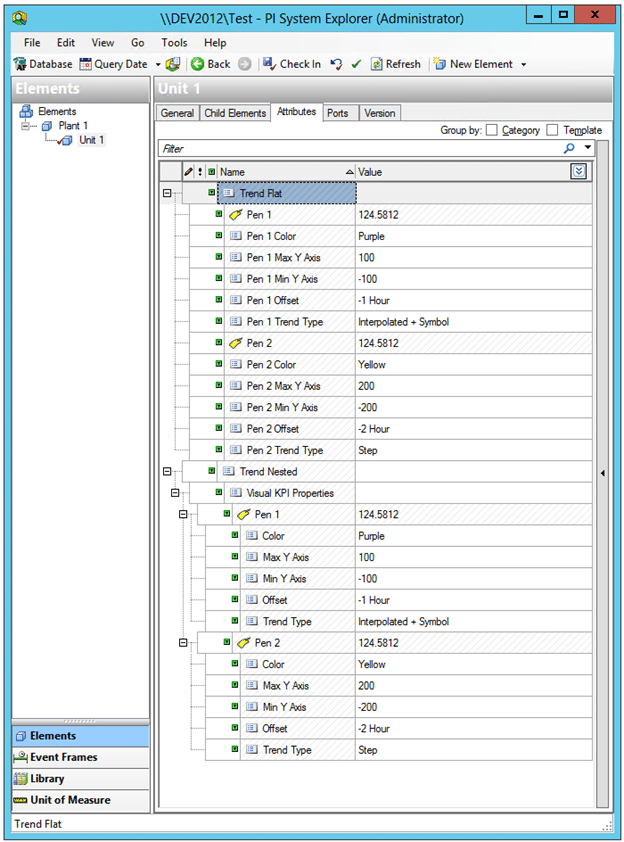 \\DEV2012\Test - PI System Explorer (Administrator)
File Edit View Go Tools Help
Database Query Date Back Check In Refresh New Element
Elements
Elements
Plant 1
Unit 1
Unit 1
General Child Elements Attributes Ports Version
Group by: Category Template
Filter
Name Value
Trend Flat
Pen 1 124.5812
Pen 1 Color Purple
Pen 1 Max Y Axis 100
Pen 1 Min Y Axis -100
Pen 1 Offset -1 Hour
Pen 1 Trend Type Interpolated + Symbol
Pen 2 124.5812
Pen 2 Color Yellow
Pen 2 Max Y Axis 200
Pen 2 Min Y Axis -200
Pen 2 Offset -2 Hour
Pen 2 Trend Type Step
Trend Nested
Visual KPI Properties
Pen 1 124.5812
Color Purple
Max Y Axis 100
Min Y Axis -100
Offset -1 Hour
Trend Type Interpolated + Symbol
Pen 2 124.5812
Color Yellow
Max Y Axis 200
Min Y Axis -200
Offset -2 Hour
Trend Type Step
Elements
Event Frames
Library
Unit of Measure
Trend Flat